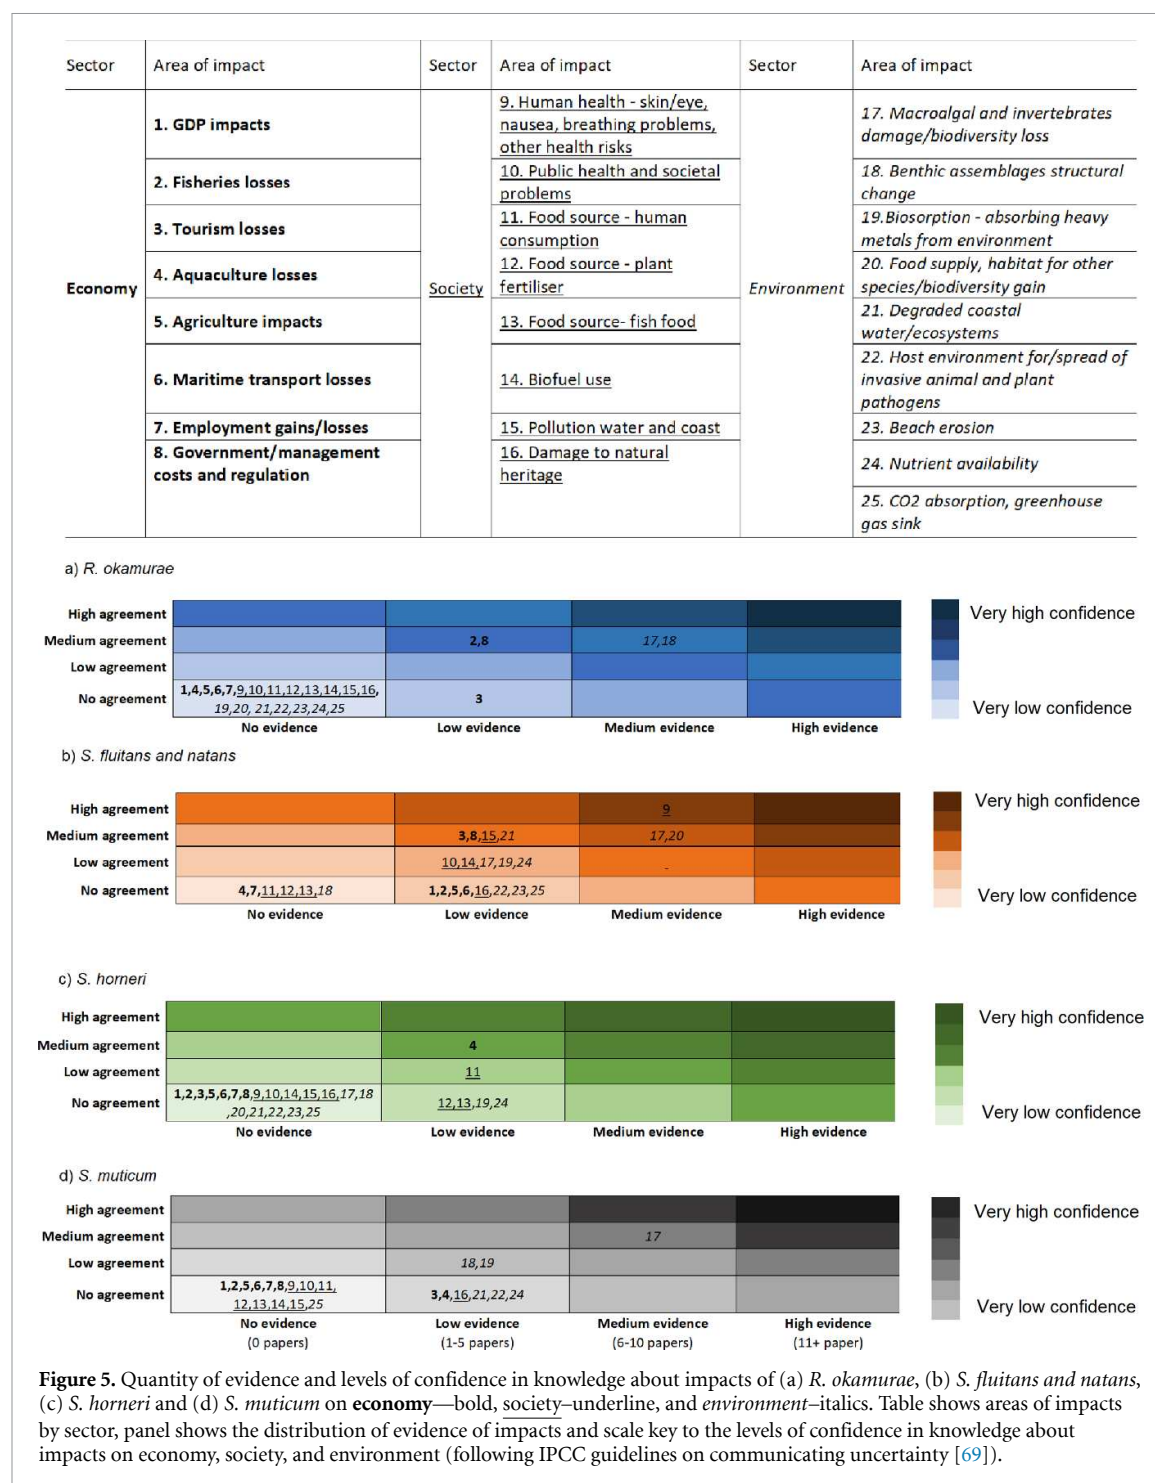 Sector Area of impact Sector Area of impact Sector Area of impact
Economy
1. GDP impacts
2. Fisheries losses
3. Tourism losses
4. Aquaculture losses
5. Agriculture impacts
6. Maritime transport losses
7. Employment gains/losses
8. Government/management
costs and regulation
Society
9. Human health - skin/eye,
nausea, breathing problems,
other health risks
10. Public health and societal
problems
11. Food source - human
consumption
12. Food source - plant
fertiliser
13. Food source- fish food
14. Biofuel use
15. Pollution water and coast
16. Damage to natural
heritage
Environment
17. Macroalgal and invertebrates
damage/biodiversity loss
18. Benthic assemblages structural
change
19.Biosorption - absorbing heavy
metals from environment
20. Food supply, habitat for other
species/biodiversity gain
21. Degraded coastal
water/ecosystems
22. Host environment for/spread of
invasive animal and plant
pathogens
23. Beach erosion
24. Nutrient availability
25. CO2 absorption, greenhouse
gas sink
a) R. okamurae
High agreement
Medium agreement 2,8 17,18
Low agreement
No agreement 1,4,5,6,7,9,10,11,12,13,14,15,16,
19,20, 21,22,23,24,25
3
No evidence Low evidence Medium evidence High evidence
Very high confidence
Very low confidence
b) S. fluitans and natans
High agreement 9
Medium agreement 3,8,15,21 17,20
Low agreement 10,14,17,19,24 -
No agreement 4,7,11,12,13,18 1,2,5,6,16,22,23,25
No evidence Low evidence Medium evidence High evidence
Very high confidence
Very low confidence
c) S. horneri
High agreement
Medium agreement 4
Low agreement 11
No agreement 1,2,3,5,6,7,8,9,10,14,15,16,17,18
,20,21,22,23,25
12,13,19,24
No evidence Low evidence Medium evidence High evidence
Very high confidence
Very low confidence
d) S. muticum
High agreement
Medium agreement 17
Low agreement 18,19
No agreement 1,2,5,6,7,8,9,10,11,
12,13,14,15,25
3,4,16,21,22,24
No evidence Low evidence Medium evidence High evidence
(0 papers) (1-5 papers) (6-10 papers) (11+ paper)
Very high confidence
Very low confidence
Figure 5. Quantity of evidence and levels of confidence in knowledge about impacts of (a) R. okamurae, (b) S. fluitans and natans,
(c) S. horneri and (d) S. muticum on economy—bold, society–underline, and environment–italics. Table shows areas of impacts
by sector, panel shows the distribution of evidence of impacts and scale key to the levels of confidence in knowledge about
impacts on economy, society, and environment (following IPCC guidelines on communicating uncertainty [69]).